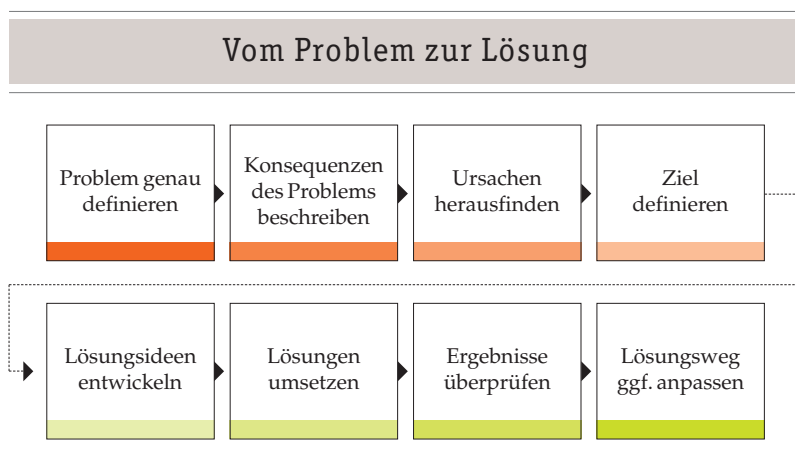 Vom Problem zur Lösung
Problem genau
definieren
Konsequenzen
des Problems
beschreiben
Ursachen
herausfinden
Ziel
definieren
Lösungsideen
entwickeln
Lösungen
umsetzen
Ergebnisse
überprüfen
Lösungsweg
ggf. anpassen